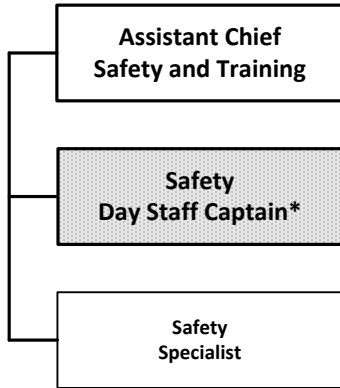 Assistant Chief
Safety and Training
Safety
Day Staff Captain*
Safety
Specialist